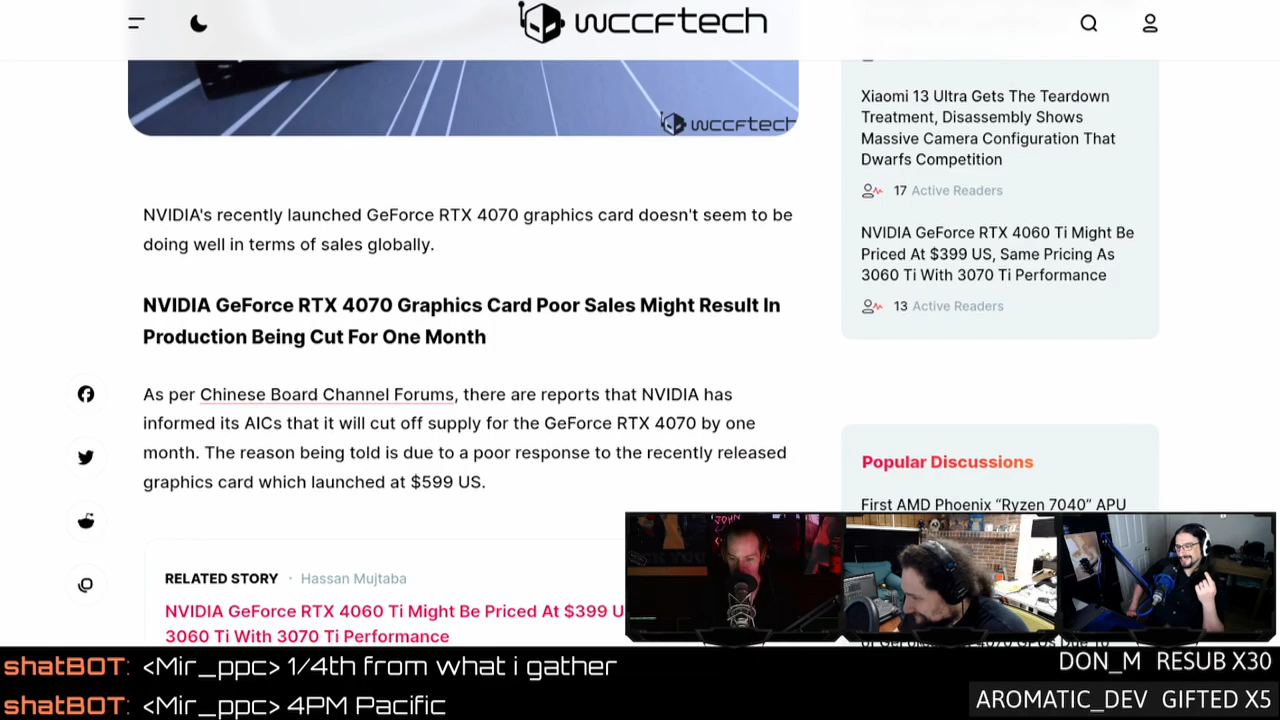 wccftech
wccftech
Xiaomi 13 Ultra Gets The Teardown
Treatment, Disassembly Shows
Massive Camera Configuration That
Dwarfs Competition
17 Active Readers
NVIDIA GeForce RTX 4060 Ti Might Be
Priced At $399 US, Same Pricing As
3060 Ti With 3070 Ti Performance
13 Active Readers
NVIDIA's recently launched GeForce RTX 4070 graphics card doesn't seem to be
doing well in terms of sales globally.
NVIDIA GeForce RTX 4070 Graphics Card Poor Sales Might Result In
Production Being Cut For One Month
As per Chinese Board Channel Forums, there are reports that NVIDIA has
informed its AICs that it will cut off supply for the GeForce RTX 4070 by one
month. The reason being told is due to a poor response to the recently released
graphics card which launched at $599 US.
Popular Discussions
First AMD Phoenix “Ryzen 7040” APU
RELATED STORY · Hassan Mujtaba
NVIDIA GeForce RTX 4060 Ti Might Be Priced At $399 U
3060 Ti With 3070 Ti Performance
JOHN
shatBOT: <Mir_ppc> 1/4th from what i gather
shatBOT: <Mir_ppc> 4PM Pacific
DON_M RESUB X30
AROMATIC_DEV GIFTED X5